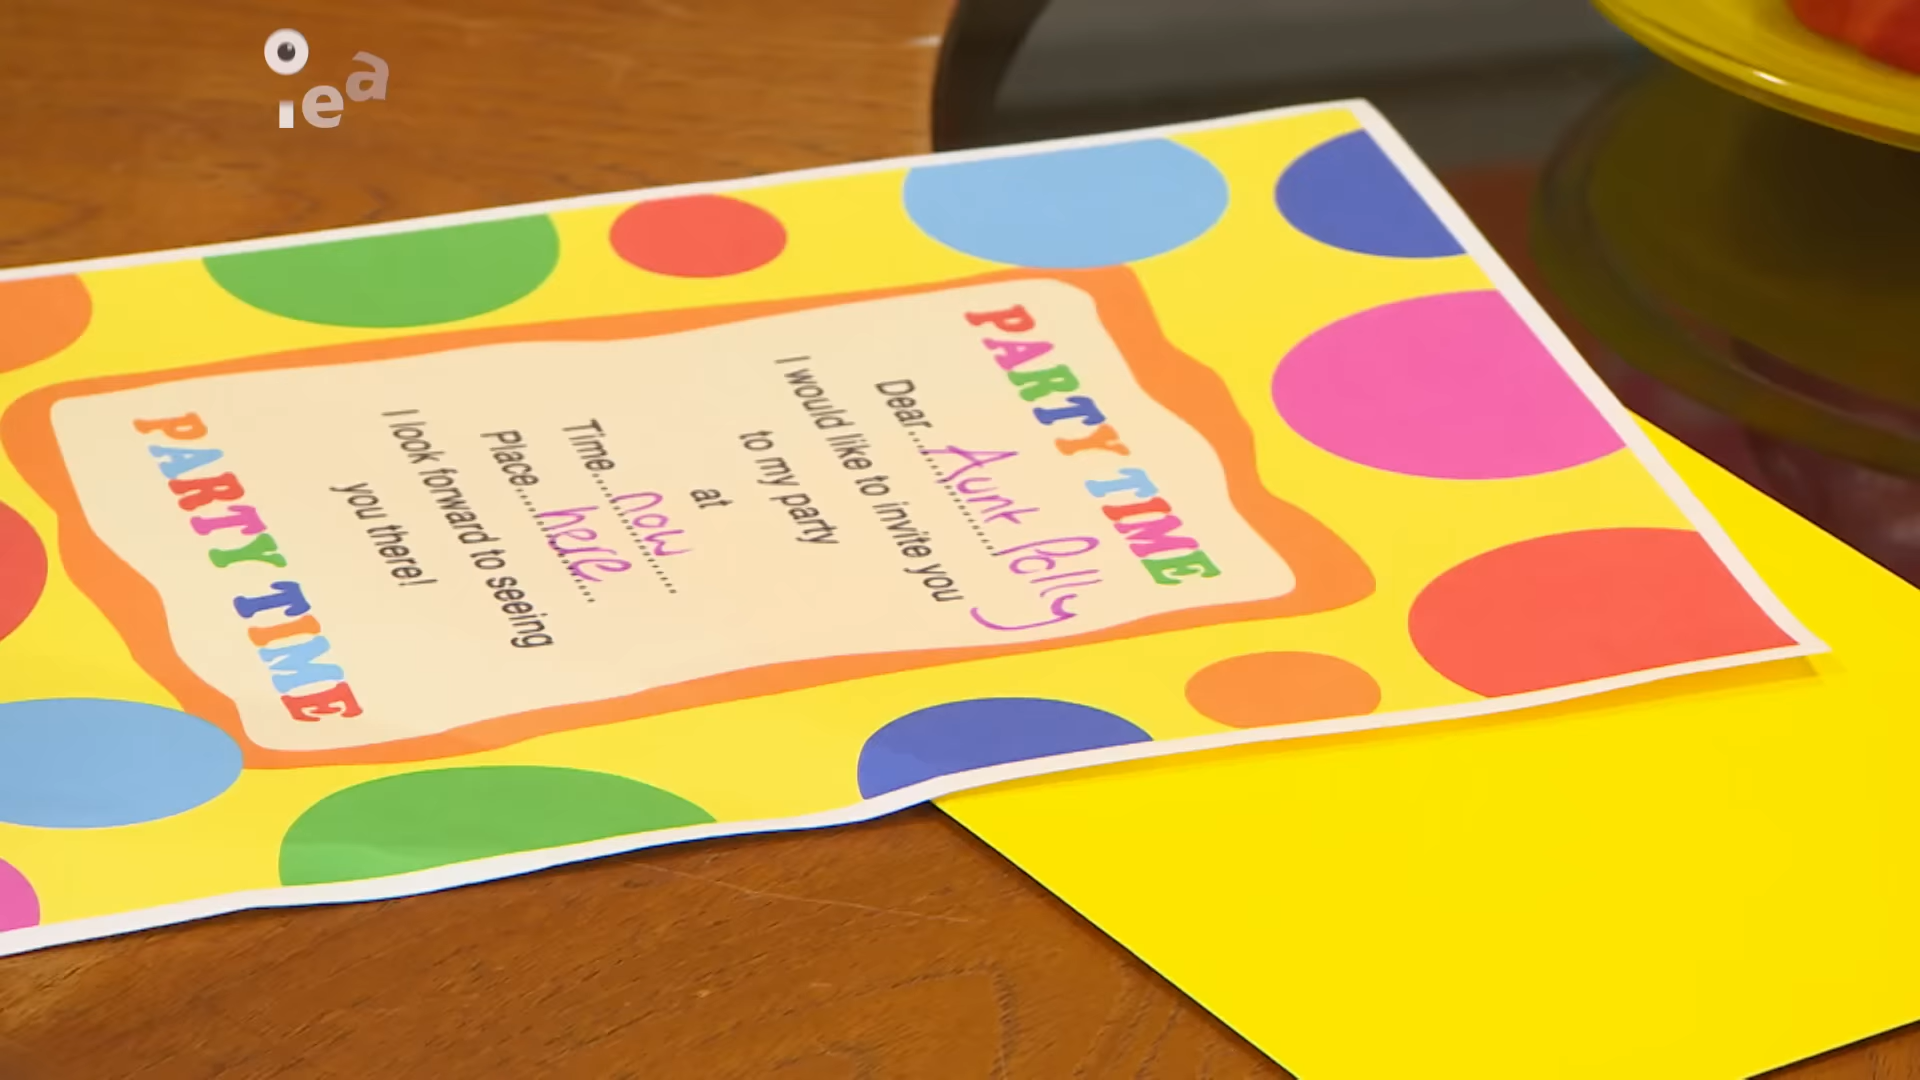 oiea
PARTY TIME
Dear....Aunt Polly
I would like to invite you
to my party
at
Time....now....
Place....here....
I look forward to seeing
you there!
PARTY TIME